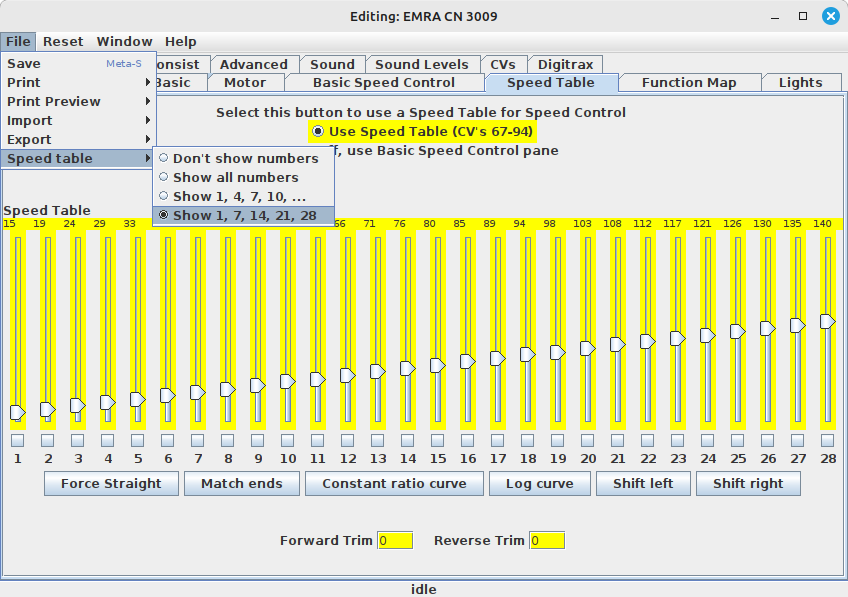 Editing: EMRA CN 3009
File Reset Window Help
Save Meta-S
Print
Print Preview
Import
Export
Speed table
Don't show numbers
Show all numbers
Show 1, 4, 7, 10, ...
Show 1, 7, 14, 21, 28
onsist Advanced Sound Sound Levels CVs Digitrax
Basic Motor Basic Speed Control Speed Table Function Map Lights
Select this button to use a Speed Table for Speed Control
Use Speed Table (CV's 67-94)
ff, use Basic Speed Control pane
Speed Table
15 19 24 29 33 66 71 76 80 85 89 94 98 103 108 112 117 121 126 130 135 140
1 2 3 4 5 6 7 8 9 10 11 12 13 14 15 16 17 18 19 20 21 22 23 24 25 26 27 28
Force Straight Match ends Constant ratio curve Log curve Shift left Shift right
Forward Trim 0 Reverse Trim 0
idle